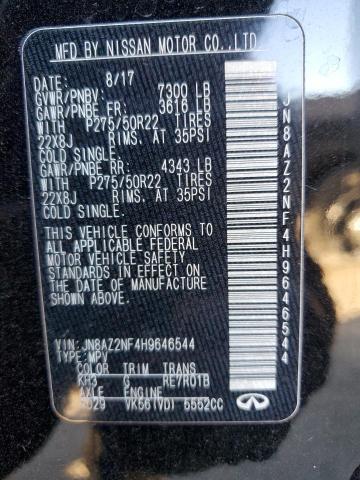 MFD BY NISSAN MOTOR CO.,LTD.
8/17
GVWR/PNBV: 7300 LB
GAWR/PNBE FR: 3616 LB
WITH P275/50R22 TIRES
22X8J RIMS. AT 35PSI
COLD SINGLE.
GAWR/PNBE RR: 4343 LB
WITH P275/50R22 TIRES
22X8J RIMS. AT 35PSI
COLD SINGLE.
THIS VEHICLE CONFORMS TO
ALL APPLICABLE FEDERAL
MOTOR VEHICLE SAFETY
STANDARDS IN EFFECT ON
THE DATE OF MANUFACTURE
SHOWN ABOVE.
VIN: JN8AZ2NF4H9646544
TYPE: MPV
COLOR TRIM TRANS
KH3 G RE7R01B
AXLE ENGINE
VK56(VD) 5552CC
INFINITI
JN8AZ2NF4H9646544